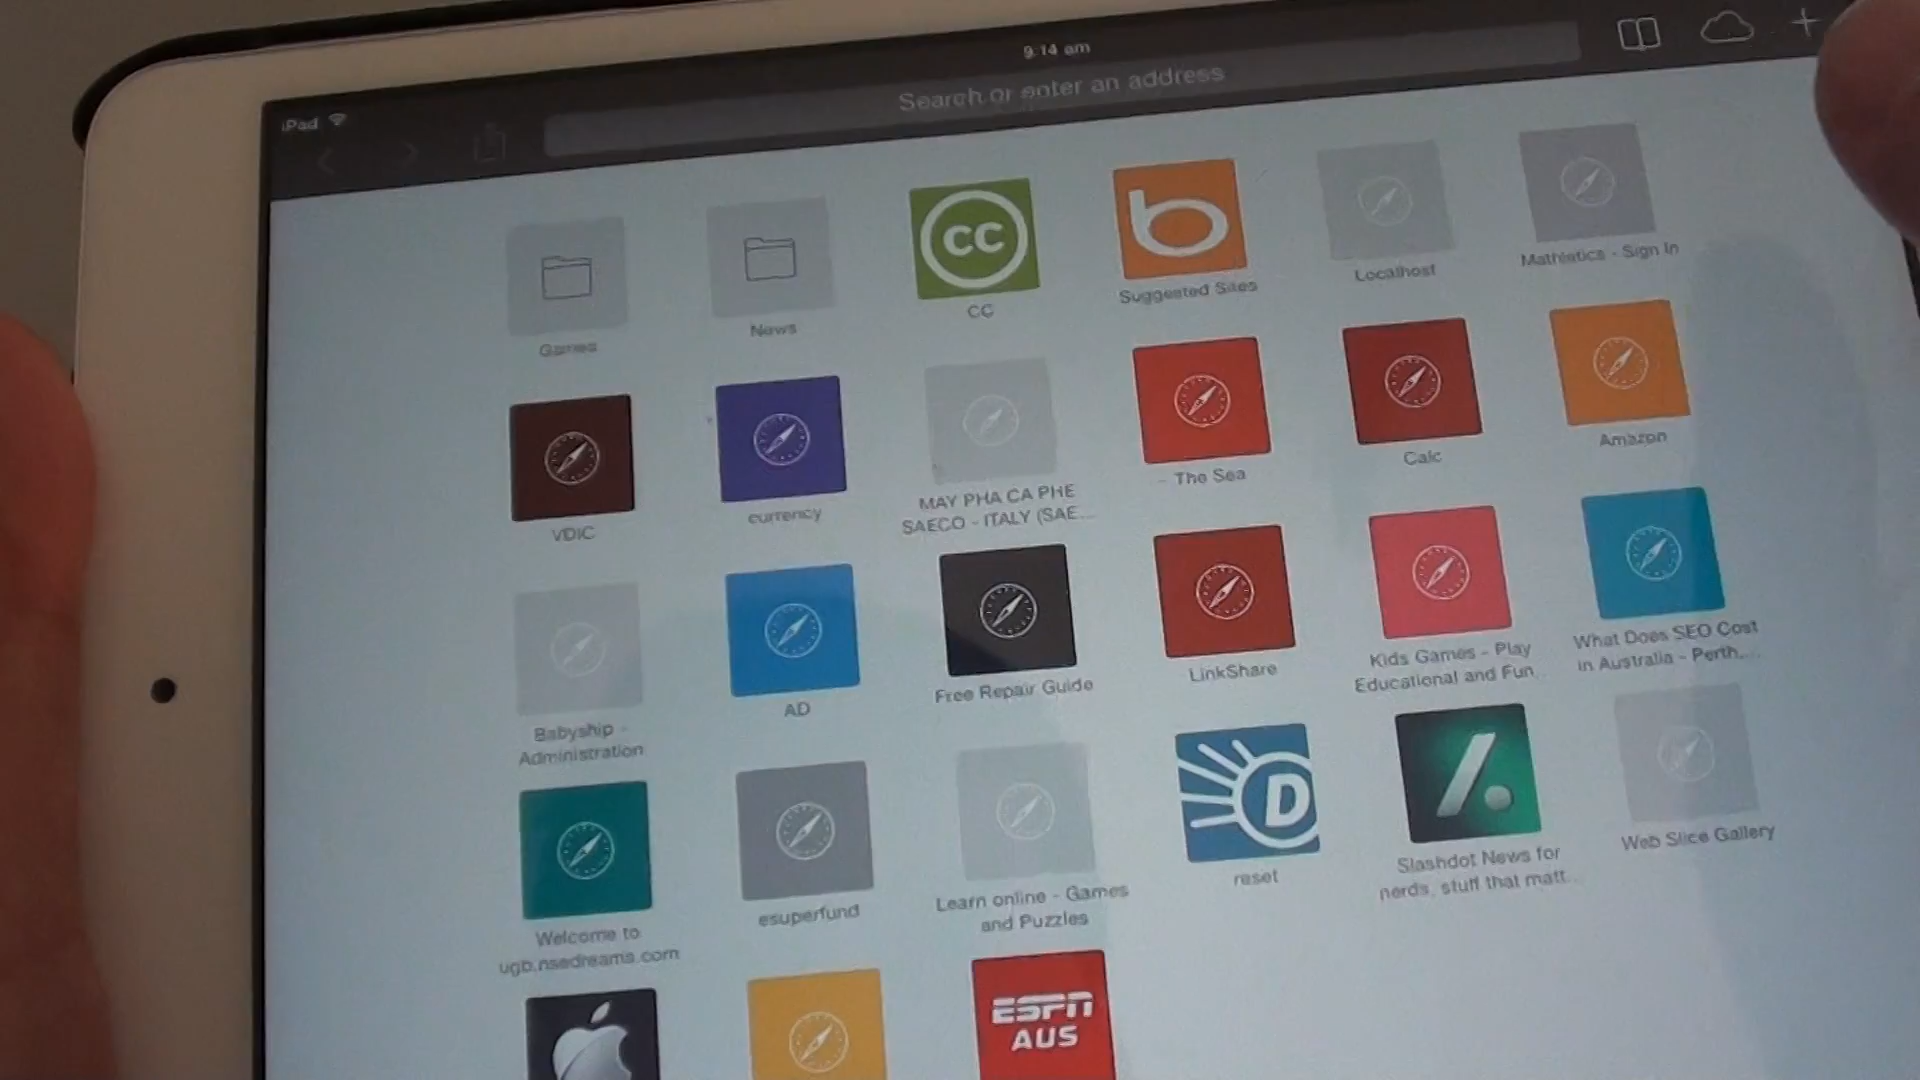 9:14 am
iPad
Search or enter an address
Games
News
CC
CC
b
Suggested Sites
Localhost
Mathletics - Sign In
VDIC
currency
MAY PHA CA PHE
SAECO - ITALY (SAE...
The Sea
Calc
Amazon
Babyship -
Administration
AD
Free Repair Guide
LinkShare
Kids Games - Play
Educational and Fun...
What Does SEO Cost
in Australia - Perth,...
Welcome to
ugb.nsedreams.com
esuperfund
Learn online - Games
and Puzzles
D
reset
Slashdot News for
nerds, stuff that matt...
Web Slice Gallery
ESPN
AUS